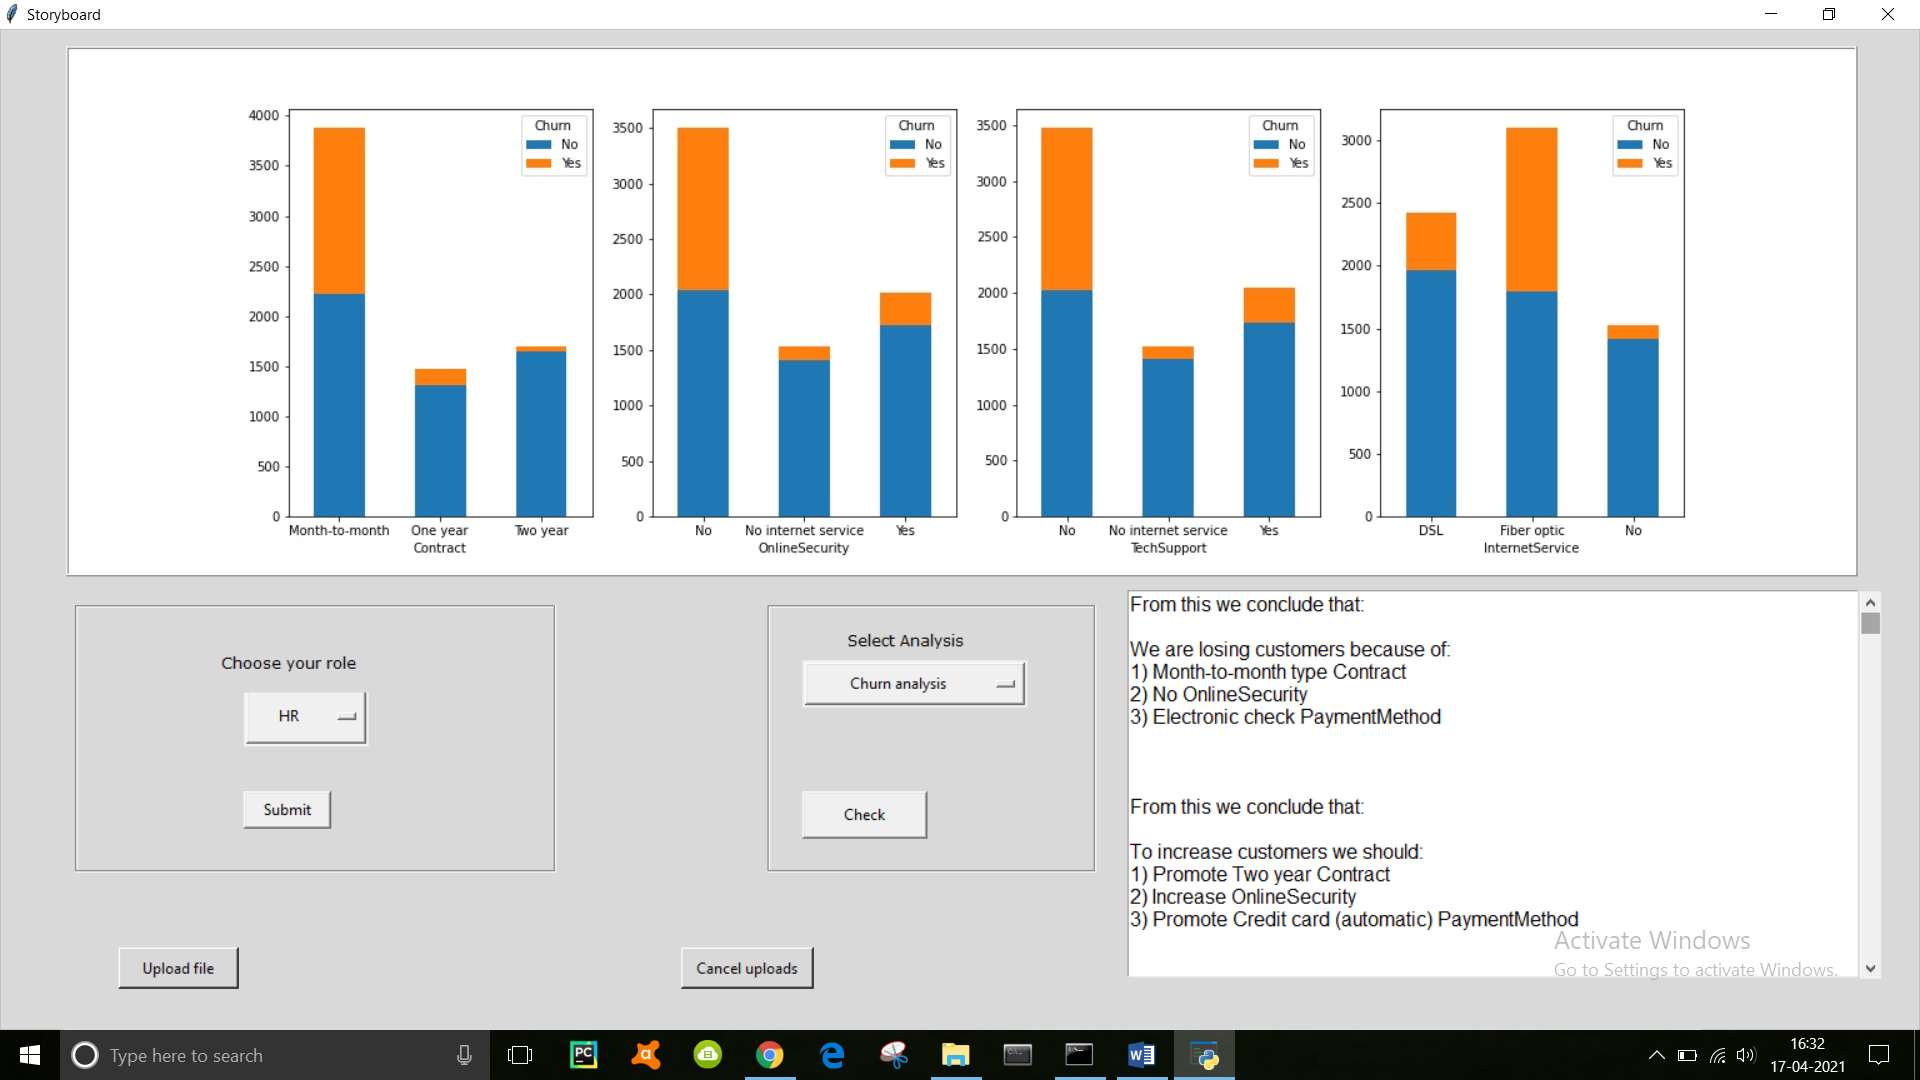 Storyboard
4000
3500
3000
2500
2000
1500
1000
500
0
Churn
No
Yes
Month-to-month One year Two year
Contract
3500
3000
2500
2000
1500
1000
500
0
Churn
No
Yes
No No internet service Yes
OnlineSecurity
3500
3000
2500
2000
1500
1000
500
0
Churn
No
Yes
No No internet service Yes
TechSupport
3000
2500
2000
1500
1000
500
0
Churn
No
Yes
DSL Fiber optic No
InternetService
Choose your role
HR
Submit
Select Analysis
Churn analysis
Check
From this we conclude that:
We are losing customers because of:
1) Month-to-month type Contract
2) No OnlineSecurity
3) Electronic check PaymentMethod
From this we conclude that:
To increase customers we should:
1) Promote Two year Contract
2) Increase OnlineSecurity
3) Promote Credit card (automatic) PaymentMethod
Activate Windows
Go to Settings to activate Windows.
Upload file
Cancel uploads
Type here to search
PC
16:32
17-04-2021